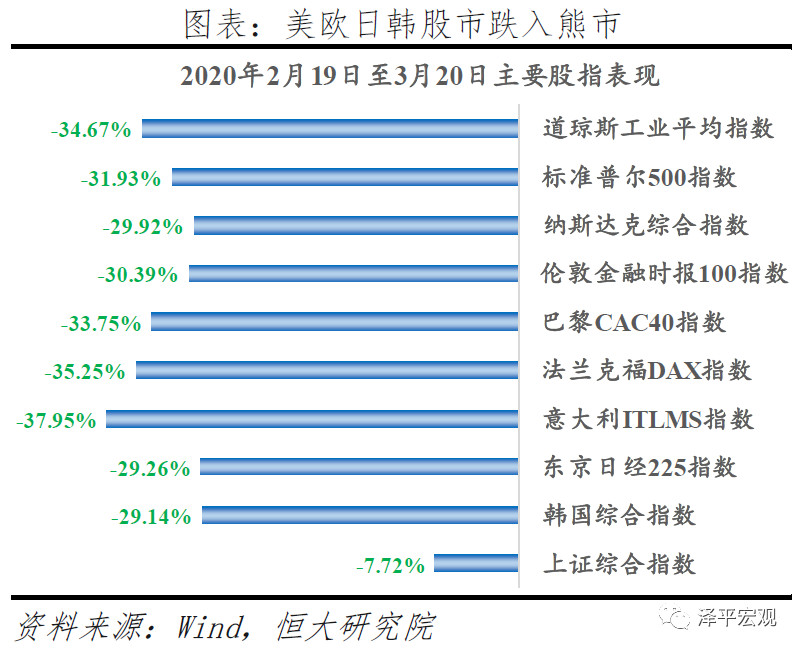 图表：美欧日韩股市跌入熊市
2020年2月19日至3月20日主要股指表现
-34.67% 道琼斯工业平均指数
-31.93% 标准普尔500指数
-29.92% 纳斯达克综合指数
-30.39% 伦敦金融时报100指数
-33.75% 巴黎CAC40指数
-35.25% 法兰克福DAX指数
-37.95% 意大利ITLMS指数
-29.26% 东京日经225指数
-29.14% 韩国综合指数
-7.72% 上证综合指数
资料来源：Wind，恒大研究院
泽平宏观